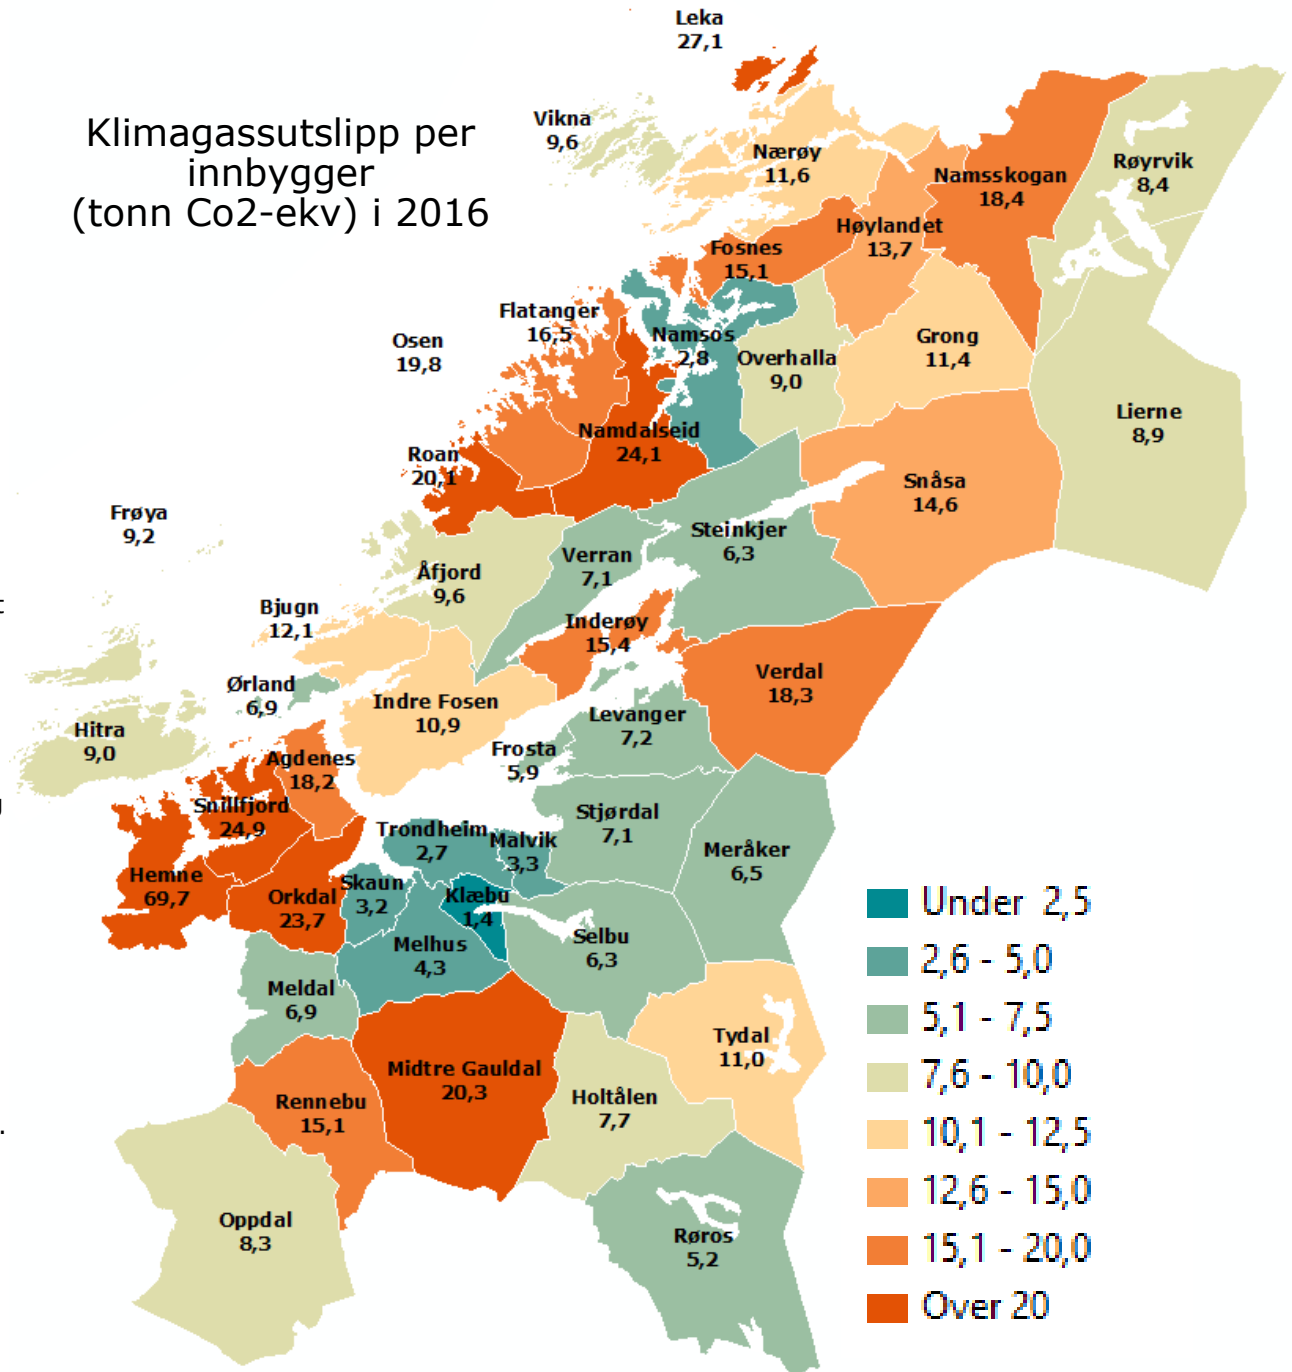 Leka
27,1
Klimagassutslipp per
innbygger
(tonn Co2-ekv) i 2016
Vikna
9,6
Nærøy
11,6
Namsskogan
18,4
Røyrvik
8,4
Høylandet
13,7
Fosnes
15,1
Flatanger
16,5
Osen
19,8
Namsos
2,8
Overhalla
9,0
Grong
11,4
Lierne
8,9
Namdalseid
24,1
Roan
20,1
Snåsa
14,6
Frøya
9,2
Steinkjer
6,3
Verran
7,1
Åfjord
9,6
Bjugn
12,1
Inderøy
15,4
Verdal
18,3
Ørland
6,9
Indre Fosen
10,9
Levanger
7,2
Hitra
9,0
Frosta
5,9
Agdenes
18,2
Snillfjord
24,9
Stjørdal
7,1
Trondheim
2,7
Malvik
3,3
Meråker
6,5
Hemne
69,7
Orkdal
23,7
Skaun
3,2
Klæbu
1,4
Selbu
6,3
Melhus
4,3
Meldal
6,9
Tydal
11,0
Midtre Gauldal
20,3
Holtålen
7,7
Rennebu
15,1
Oppdal
8,3
Røros
5,2
Under 2,5
2,6 - 5,0
5,1 - 7,5
7,6 - 10,0
10,1 - 12,5
12,6 - 15,0
15,1 - 20,0
Over 20